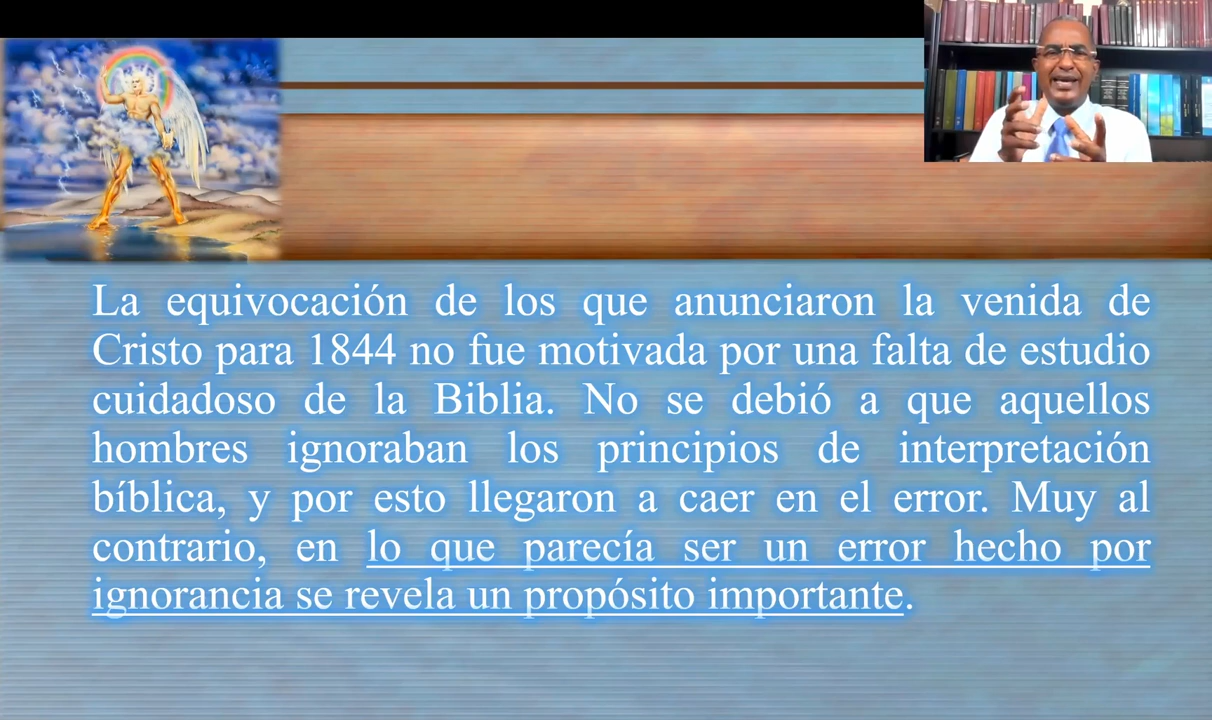 La equivocación de los que anunciaron la venida de
Cristo para 1844 no fue motivada por una falta de estudio
cuidadoso de la Biblia. No se debió a que aquellos
hombres ignoraban los principios de interpretación
bíblica, y por esto llegaron a caer en el error. Muy al
contrario, en lo que parecía ser un error hecho por
ignorancia se revela un propósito importante.